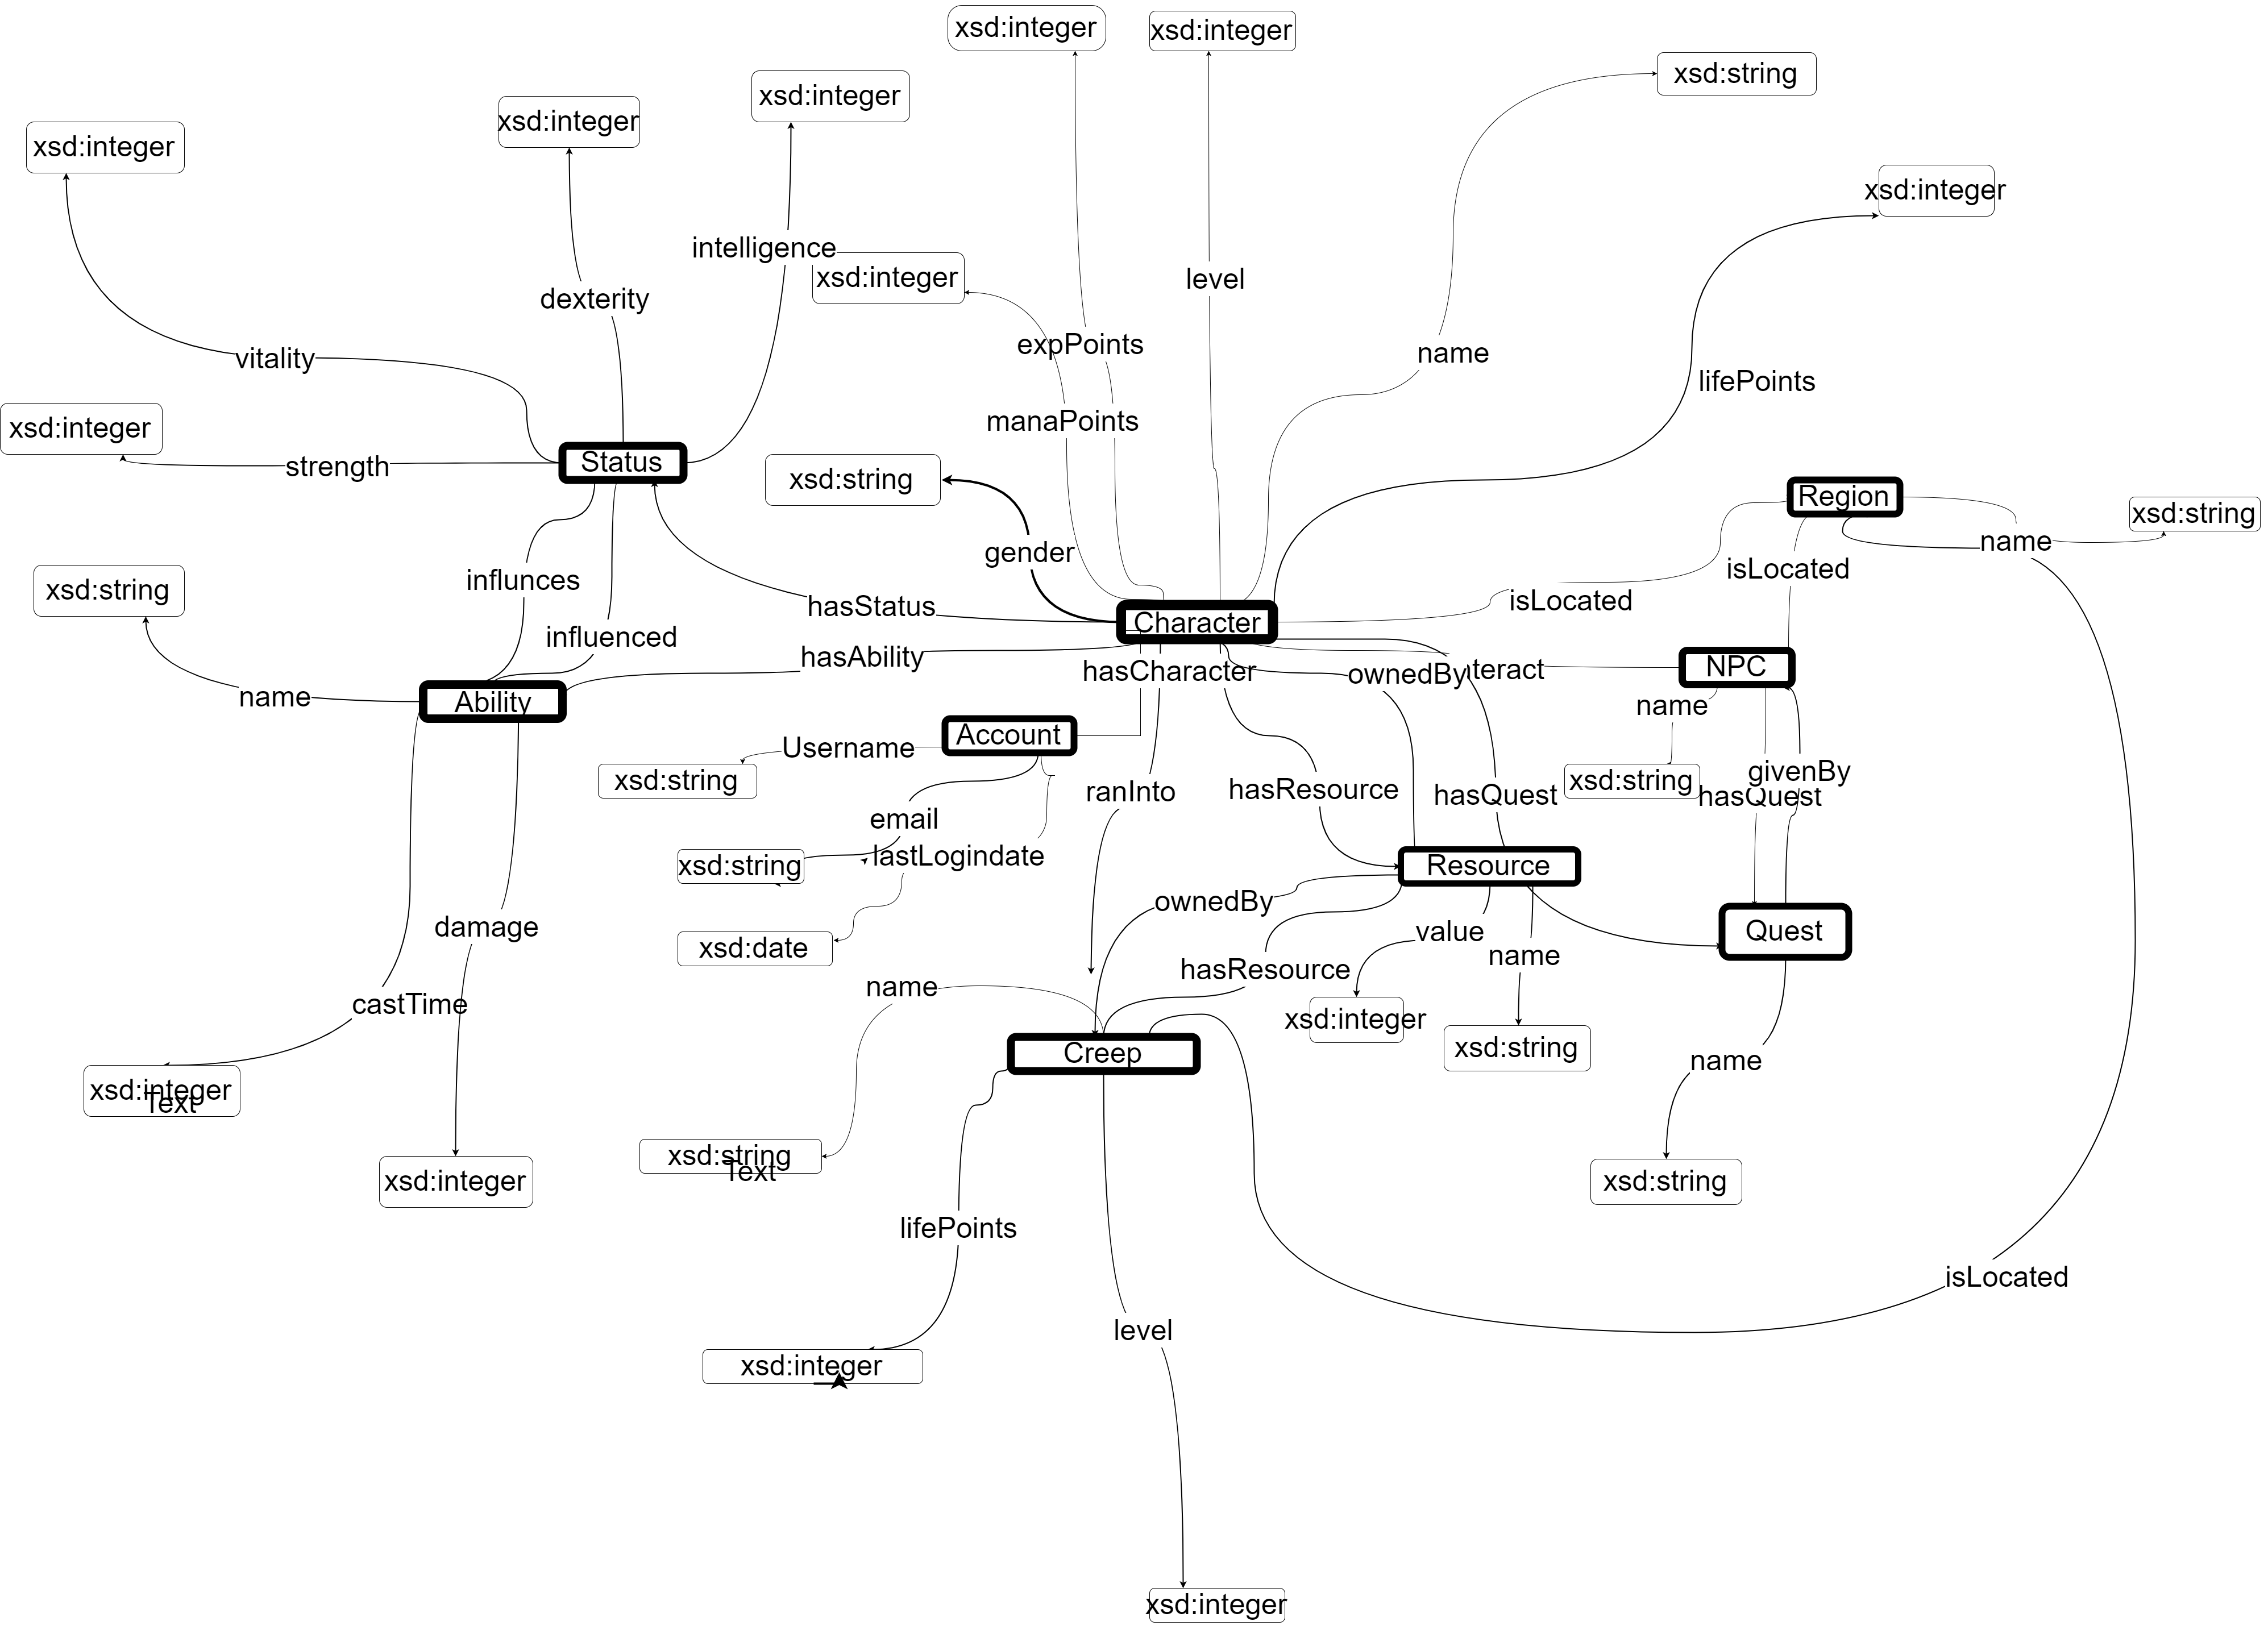 xsd:integer
xsd:integer
xsd:string
xsd:integer
xsd:integer
xsd:integer
xsd:integer
intelligence
xsd:integer
level
dexterity
expPoints
name
vitality
lifePoints
manaPoints
xsd:integer
strength
Status
xsd:string
Region
xsd:string
name
gender
isLocated
influnces
xsd:string
hasStatus
isLocated
Character
influenced
hasAbility
hasCharacter
ownedBy
teract
NPC
name
Ability
name
Account
Username
xsd:string
xsd:string
givenBy
hasQuest
ranInto
hasResource
hasQuest
email
lastLogindate
xsd:string
Resource
ownedBy
value
Quest
damage
xsd:date
name
hasResource
name
castTime
xsd:integer
xsd:string
Creep
name
xsd:integer
Text
xsd:string
Text
xsd:integer
xsd:string
lifePoints
isLocated
level
xsd:integer
xsd:integer
xsd:integer